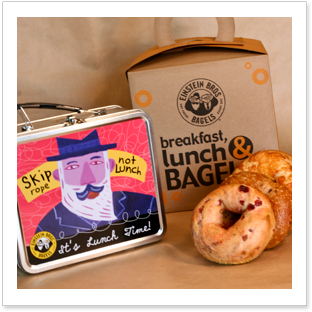 EINSTEIN BROS
BAGELS
breakfast,
lunch &
BAGELS
Skip
rope
not
Lunch
It's Lunch Time!